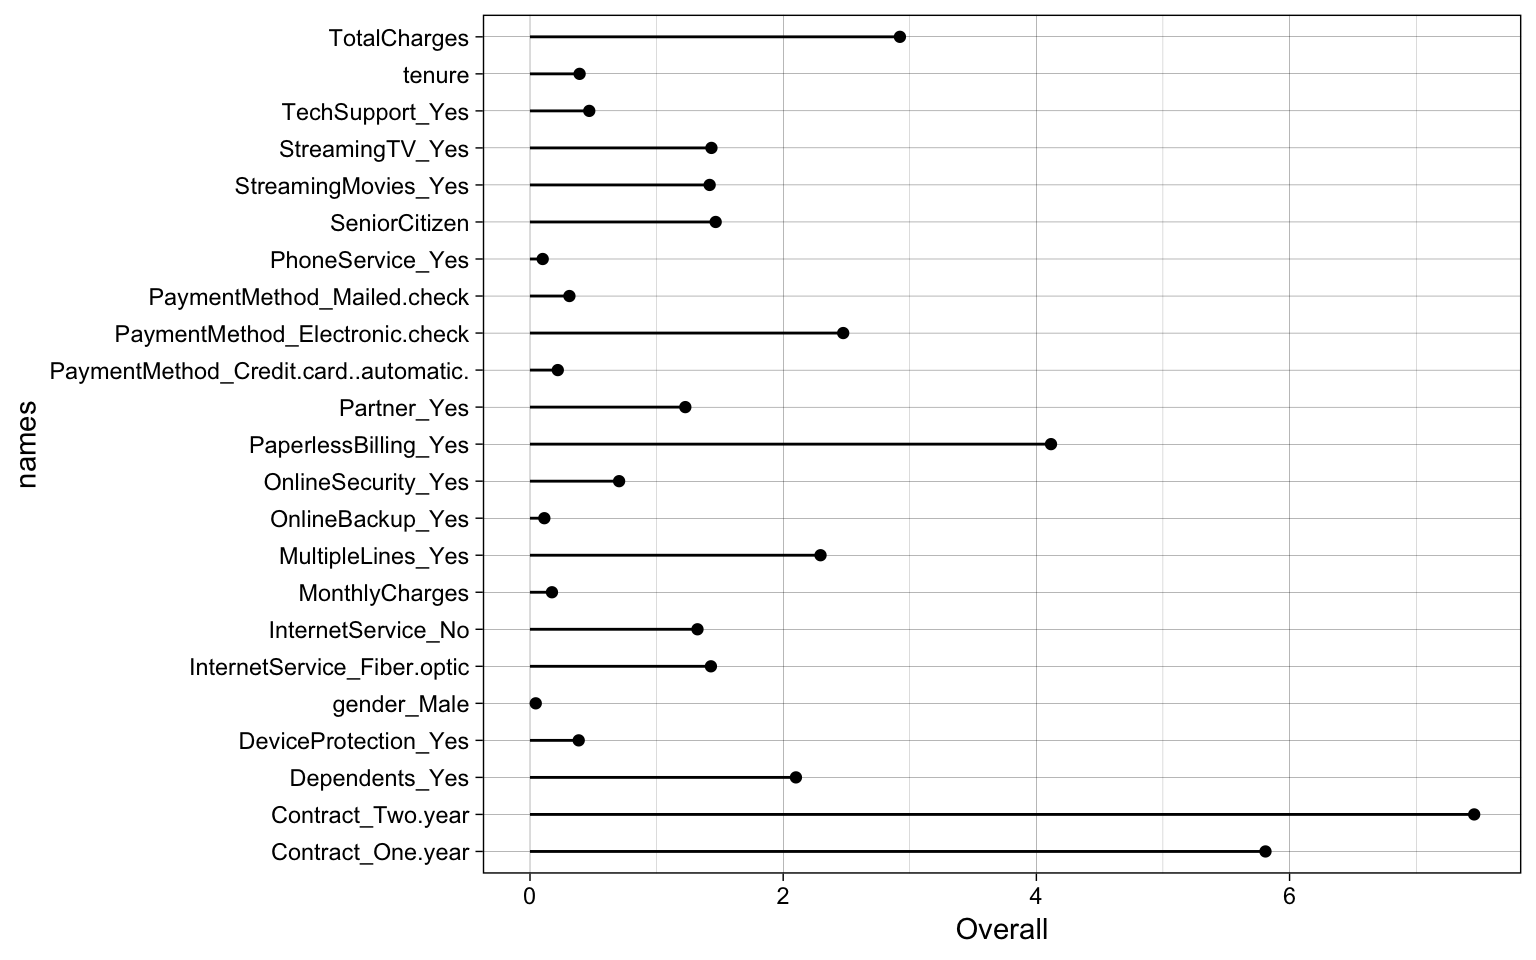 TotalCharges
tenure
TechSupport_Yes
StreamingTV_Yes
StreamingMovies_Yes
SeniorCitizen
PhoneService_Yes
PaymentMethod_Mailed.check
PaymentMethod_Electronic.check
PaymentMethod_Credit.card..automatic.
Partner_Yes
PaperlessBilling_Yes
OnlineSecurity_Yes
OnlineBackup_Yes
MultipleLines_Yes
MonthlyCharges
InternetService_No
InternetService_Fiber.optic
gender_Male
DeviceProtection_Yes
Dependents_Yes
Contract_Two.year
Contract_One.year
names
0 2 4 6
Overall